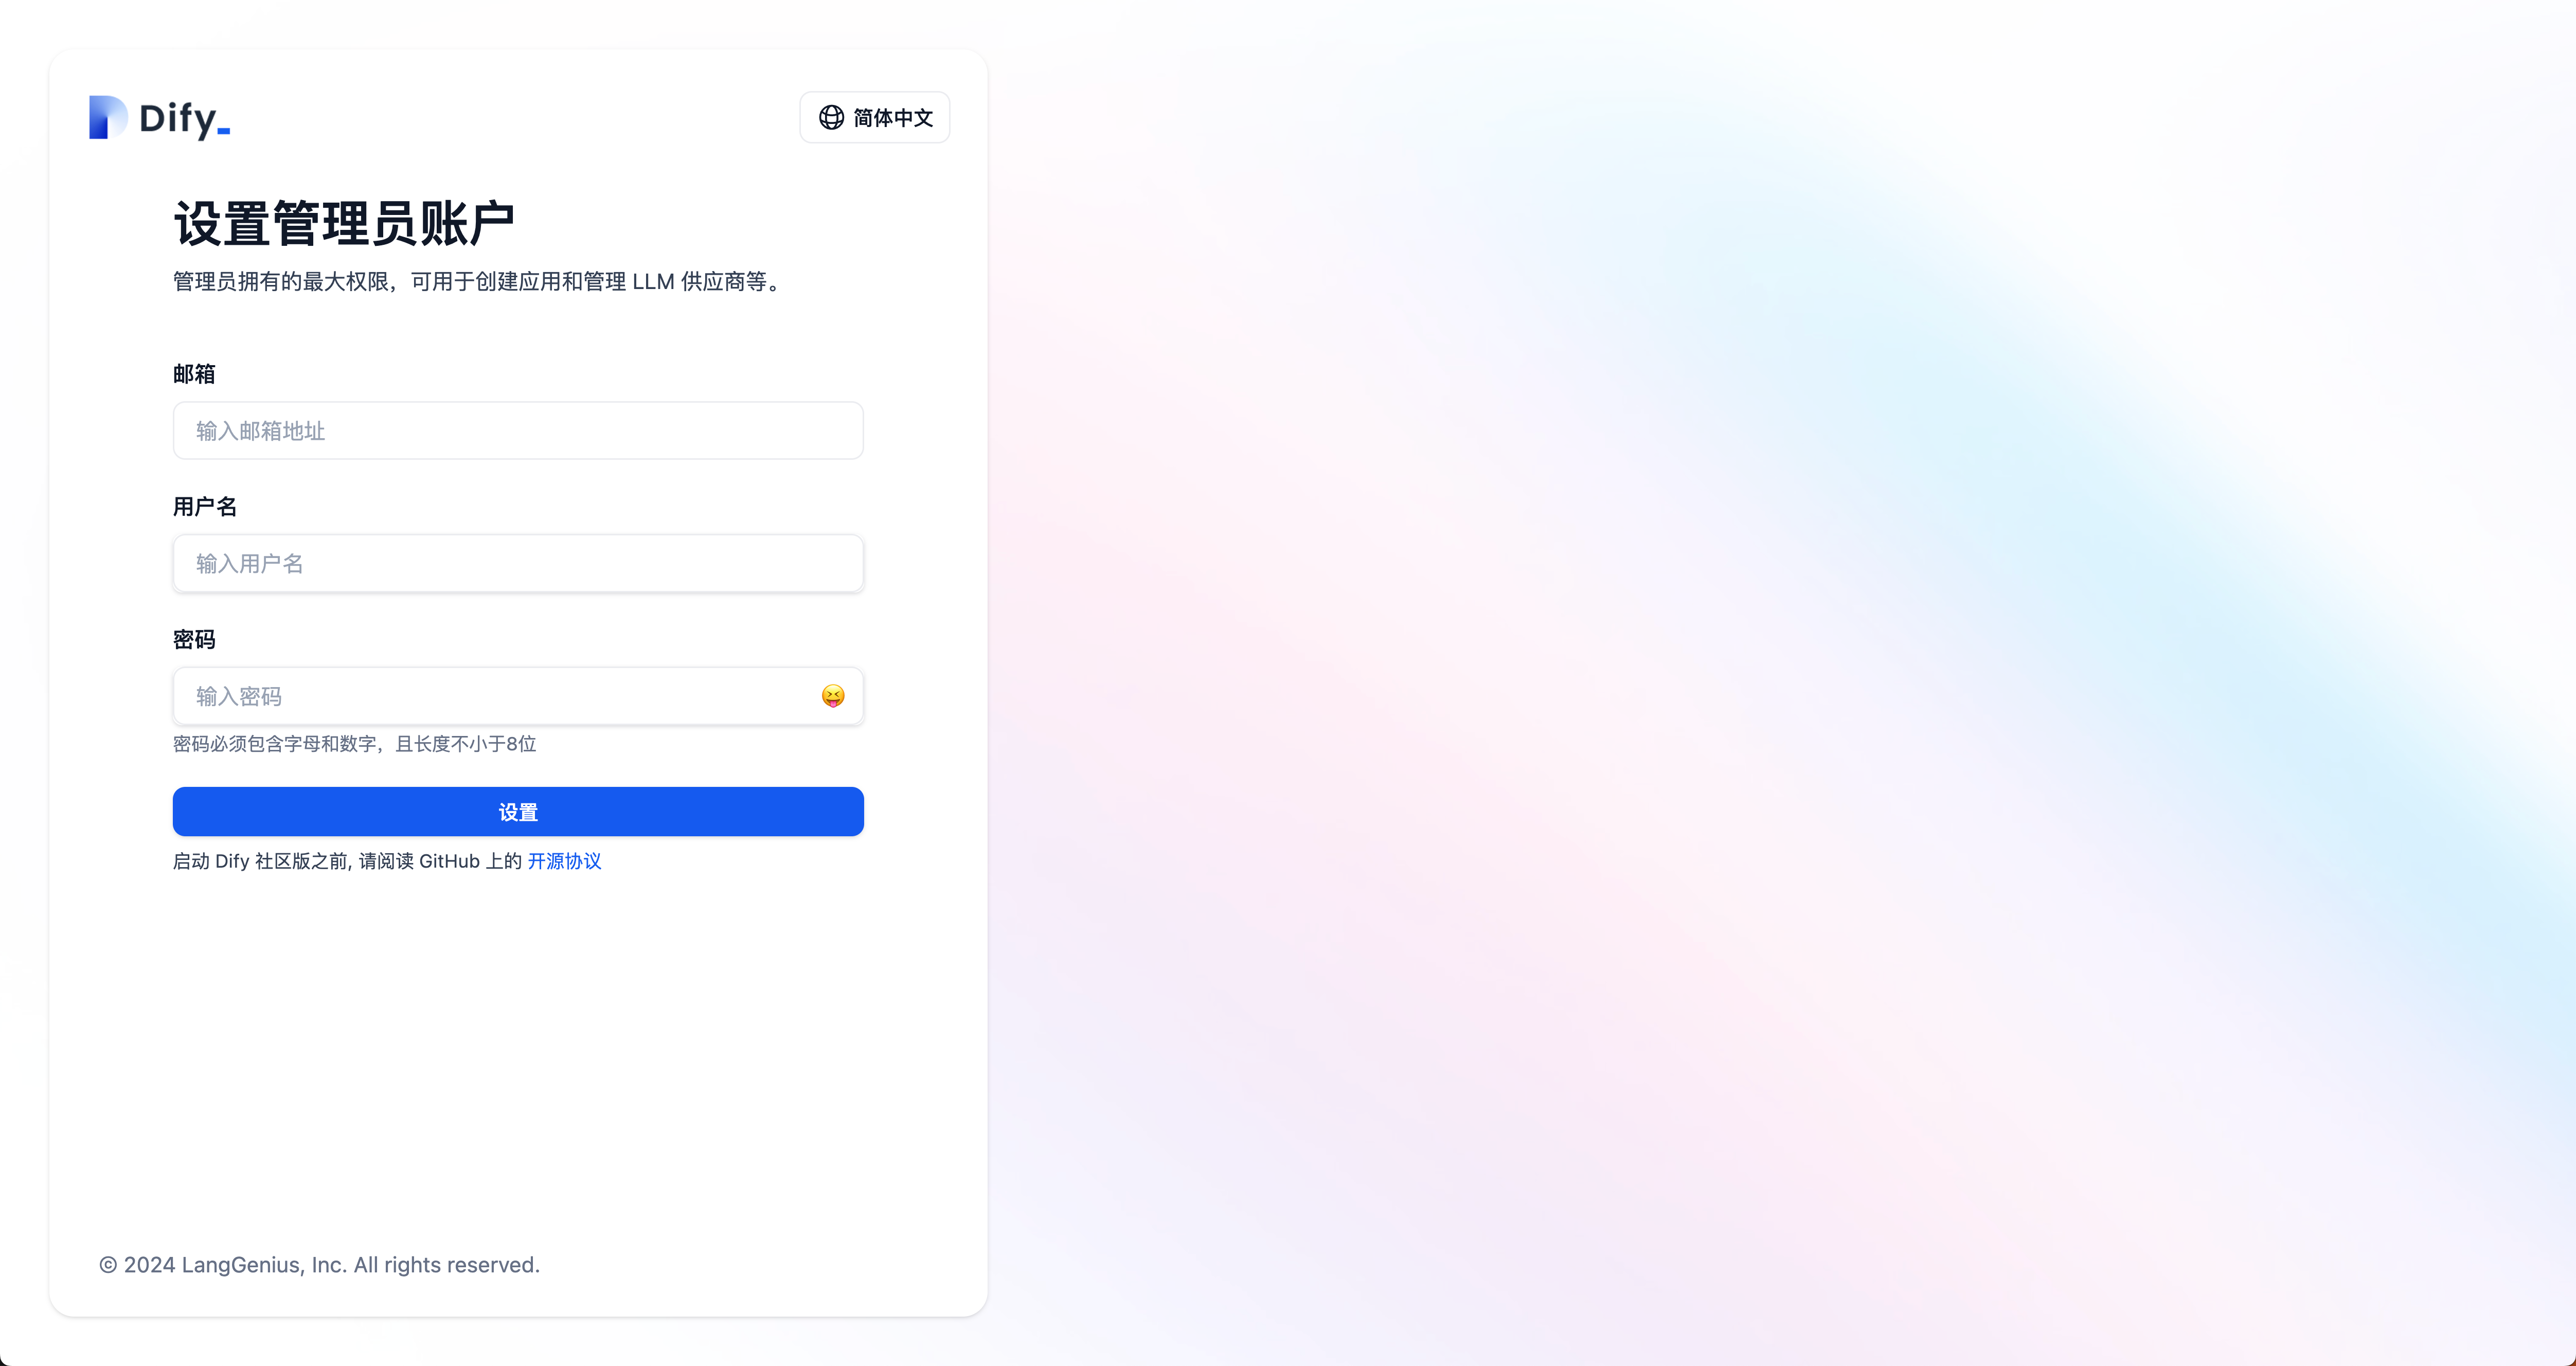 Dify_
简体中文
设置管理员账户
管理员拥有的最大权限，可用于创建应用和管理 LLM 供应商等。
邮箱
输入邮箱地址
用户名
输入用户名
密码
输入密码
密码必须包含字母和数字，且长度不小于8位
设置
启动 Dify 社区版之前, 请阅读 GitHub 上的 开源协议
© 2024 LangGenius, Inc. All rights reserved.